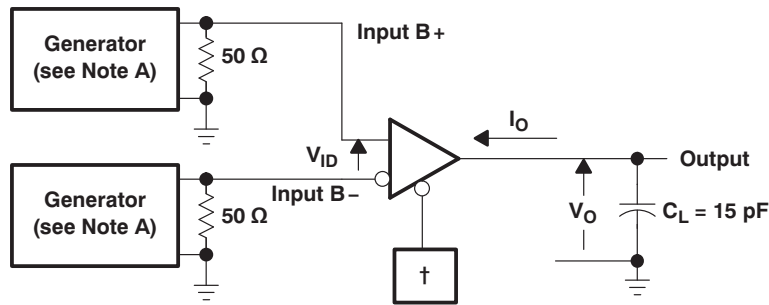 Generator
(see Note A)
50 Ω
Input B+
V_ID
I_O
Output
Generator
(see Note A)
50 Ω
Input B−
V_O
C_L = 15 pF
†